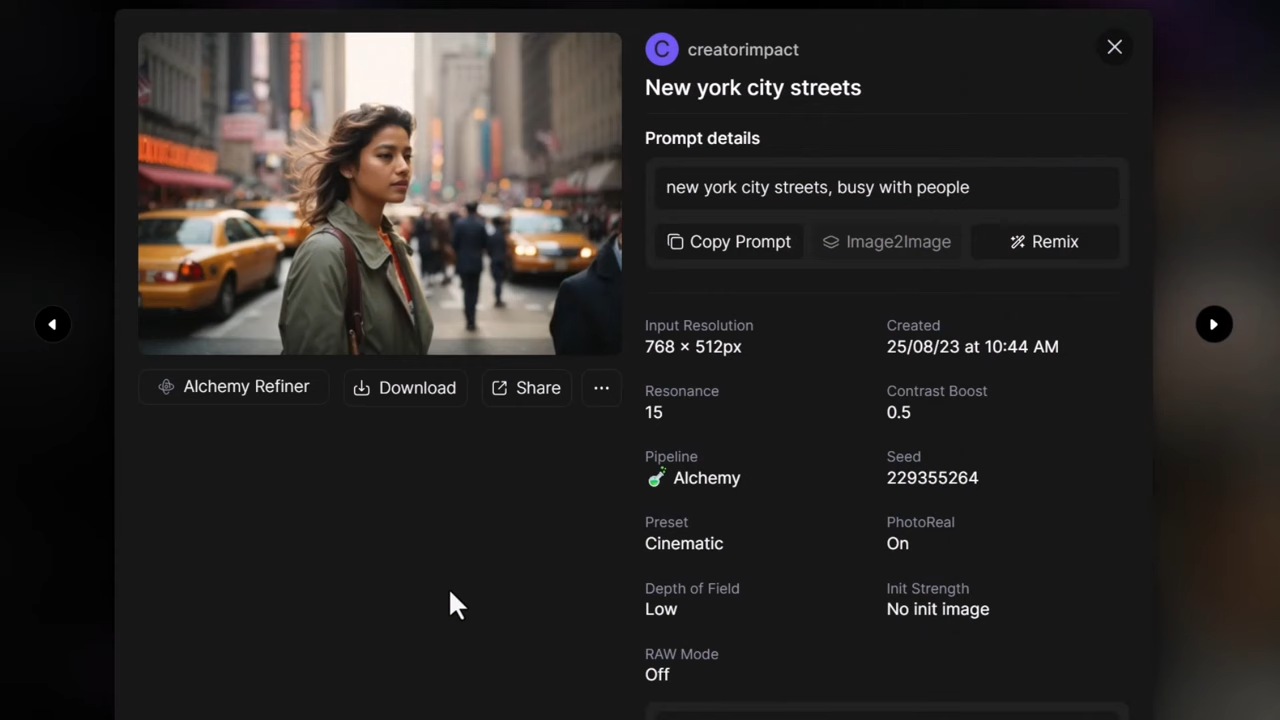 C creatorimpact
New york city streets
Prompt details
new york city streets, busy with people
Copy Prompt Image2Image Remix
Alchemy Refiner Download Share
Input Resolution Created
768 × 512px 25/08/23 at 10:44 AM
Resonance Contrast Boost
15 0.5
Pipeline Seed
Alchemy 229355264
Preset PhotoReal
Cinematic On
Depth of Field Init Strength
Low No init image
RAW Mode
Off